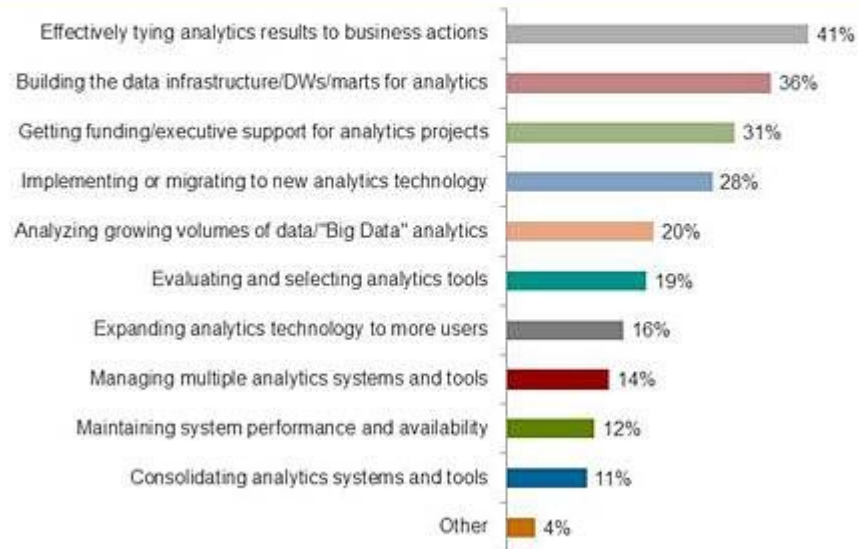 Effectively tying analytics results to business actions 41%
Building the data infrastructure/DWs/marts for analytics 36%
Getting funding/executive support for analytics projects 31%
Implementing or migrating to new analytics technology 28%
Analyzing growing volumes of data/"Big Data" analytics 20%
Evaluating and selecting analytics tools 19%
Expanding analytics technology to more users 16%
Managing multiple analytics systems and tools 14%
Maintaining system performance and availability 12%
Consolidating analytics systems and tools 11%
Other 4%